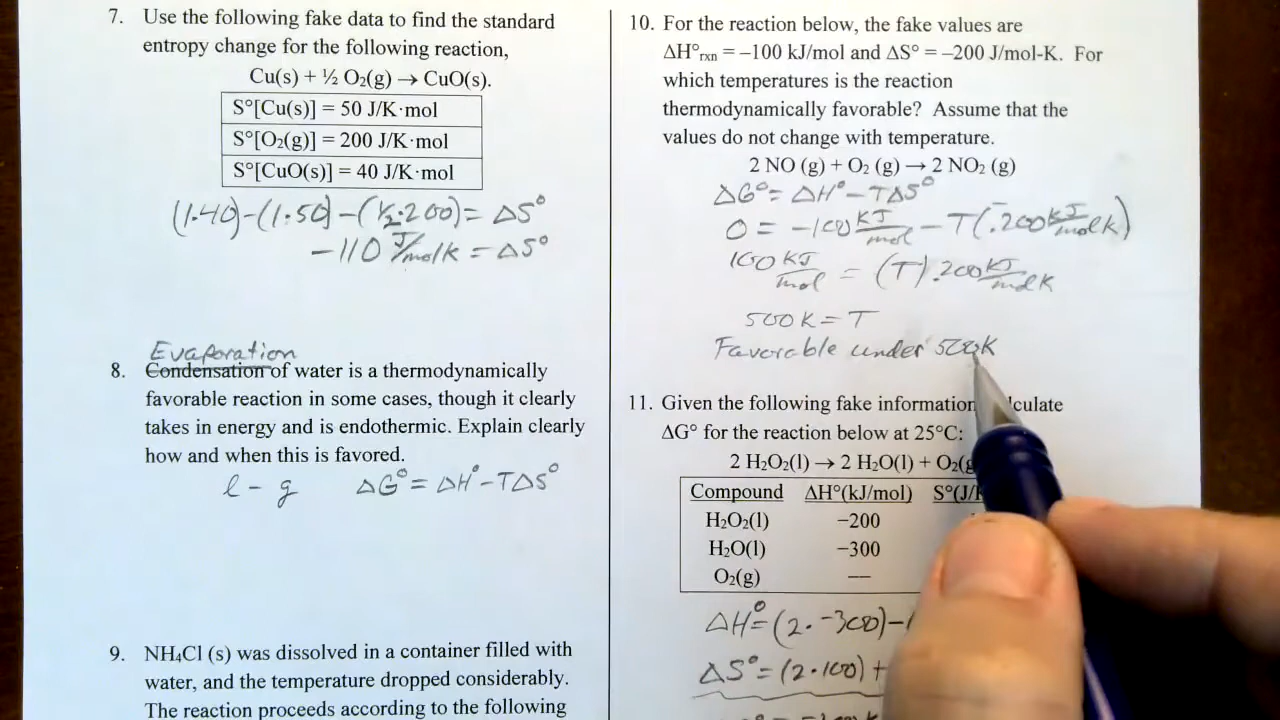 7. Use the following fake data to find the standard
entropy change for the following reaction,
Cu(s) + ½ O₂(g) → CuO(s).
S°[Cu(s)] = 50 J/K·mol
S°[O₂(g)] = 200 J/K·mol
S°[CuO(s)] = 40 J/K·mol
(1·40)-(1·50)-(½·200)= ΔS°
-110 J/molk = ΔS°
Evaporation
8. Condensation of water is a thermodynamically
favorable reaction in some cases, though it clearly
takes in energy and is endothermic. Explain clearly
how and when this is favored.
l - g ΔG° = ΔH° - TΔS°
9. NH₄Cl (s) was dissolved in a container filled with
water, and the temperature dropped considerably.
The reaction proceeds according to the following
10. For the reaction below, the fake values are
ΔH°rxn = –100 kJ/mol and ΔS° = –200 J/mol-K. For
which temperatures is the reaction
thermodynamically favorable? Assume that the
values do not change with temperature.
2 NO (g) + O₂ (g) → 2 NO₂ (g)
ΔG° = ΔH° - TΔS°
0 = -100 KJ/mol - T(-.200 KJ/molk)
100 KJ/mol = (T).200 KJ/molK
500K = T
Favorable under 500K
11. Given the following fake information
ΔG° for the reaction below at 25°C:
2 H₂O₂(l) → 2 H₂O(l) + O₂(g
Compound ΔH°(kJ/mol) S°(J/
H₂O₂(l) −200
H₂O(l) −300
O₂(g) —
ΔH° = (2·-300)-(
ΔS° = (2·100) +